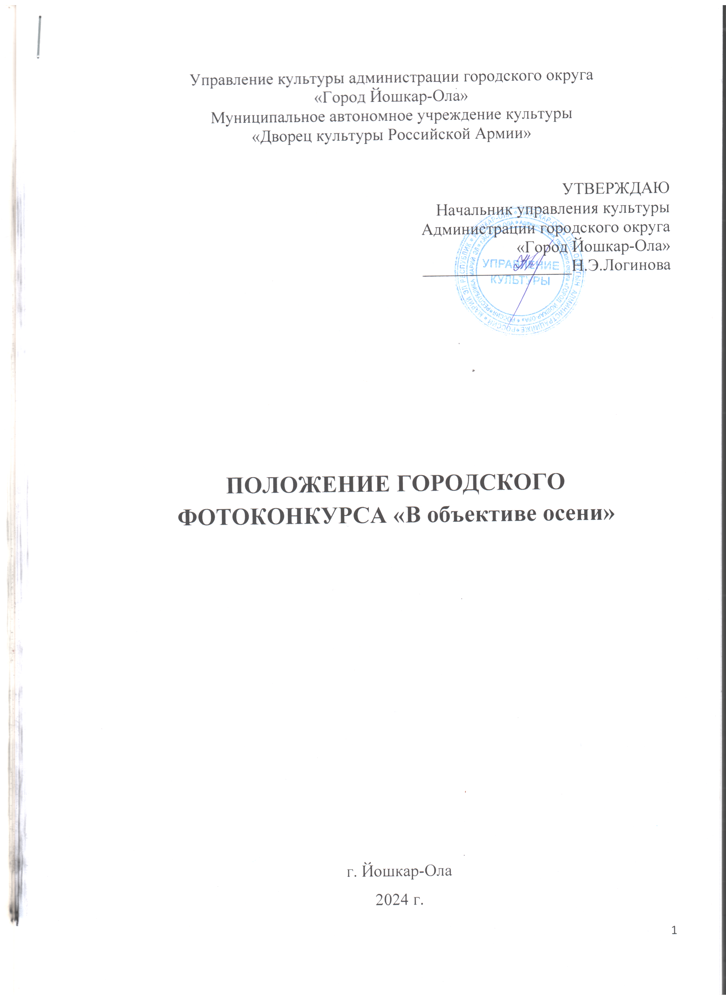 Управление культуры администрации городского округа
«Город Йошкар-Ола»
Муниципальное автономное учреждение культуры
«Дворец культуры Российской Армии»
УТВЕРЖДАЮ
Начальник управления культуры
Администрации городского округа
«Город Йошкар-Ола»
Н.Э.Логинова
УПРАВЛЕНИЕ
КУЛЬТУРЫ
ПОЛОЖЕНИЕ ГОРОДСКОГО
ФОТОКОНКУРСА «В объективе осени»
г. Йошкар-Ола
2024 г.
1